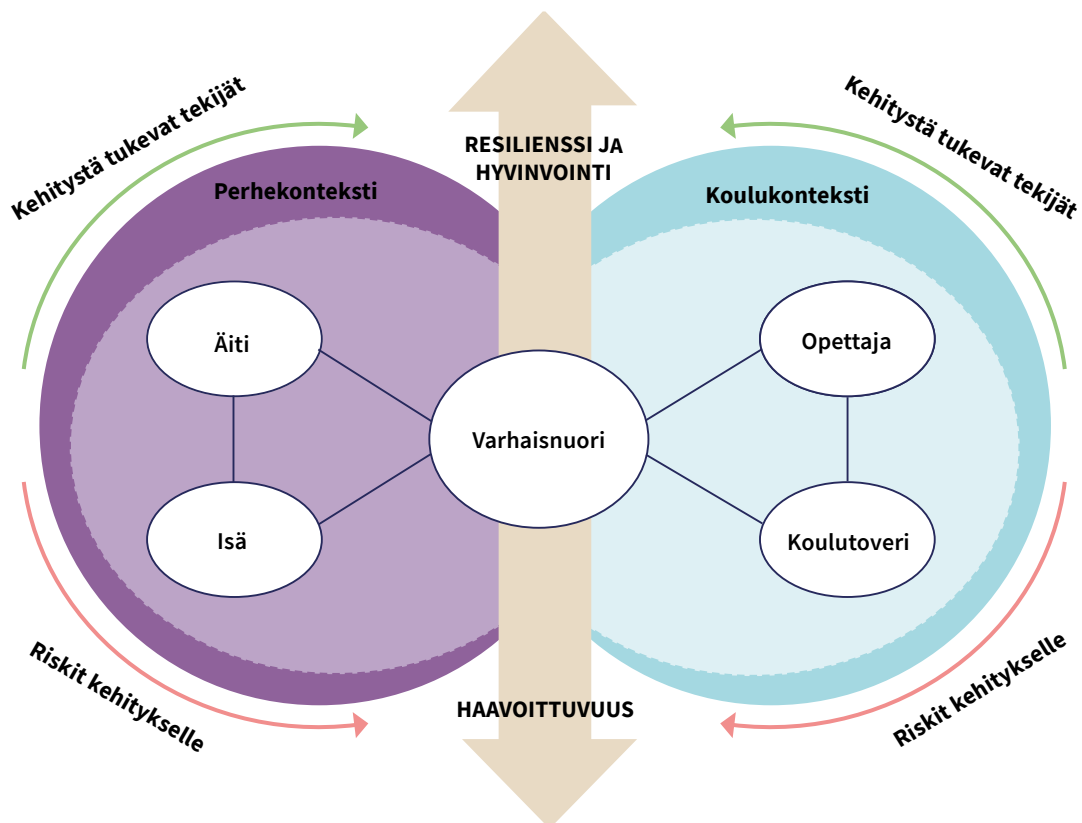 Kehitystä tukevat tekijät
Kehitystä tukevat tekijät
RESILIENSSI JA
HYVINVOINTI
Perhekonteksti
Koulukonteksti
Äiti
Opettaja
Varhaisnuori
Isä
Koulutoveri
Riskit kehitykselle
HAAVOITTUVUUS
Riskit kehitykselle